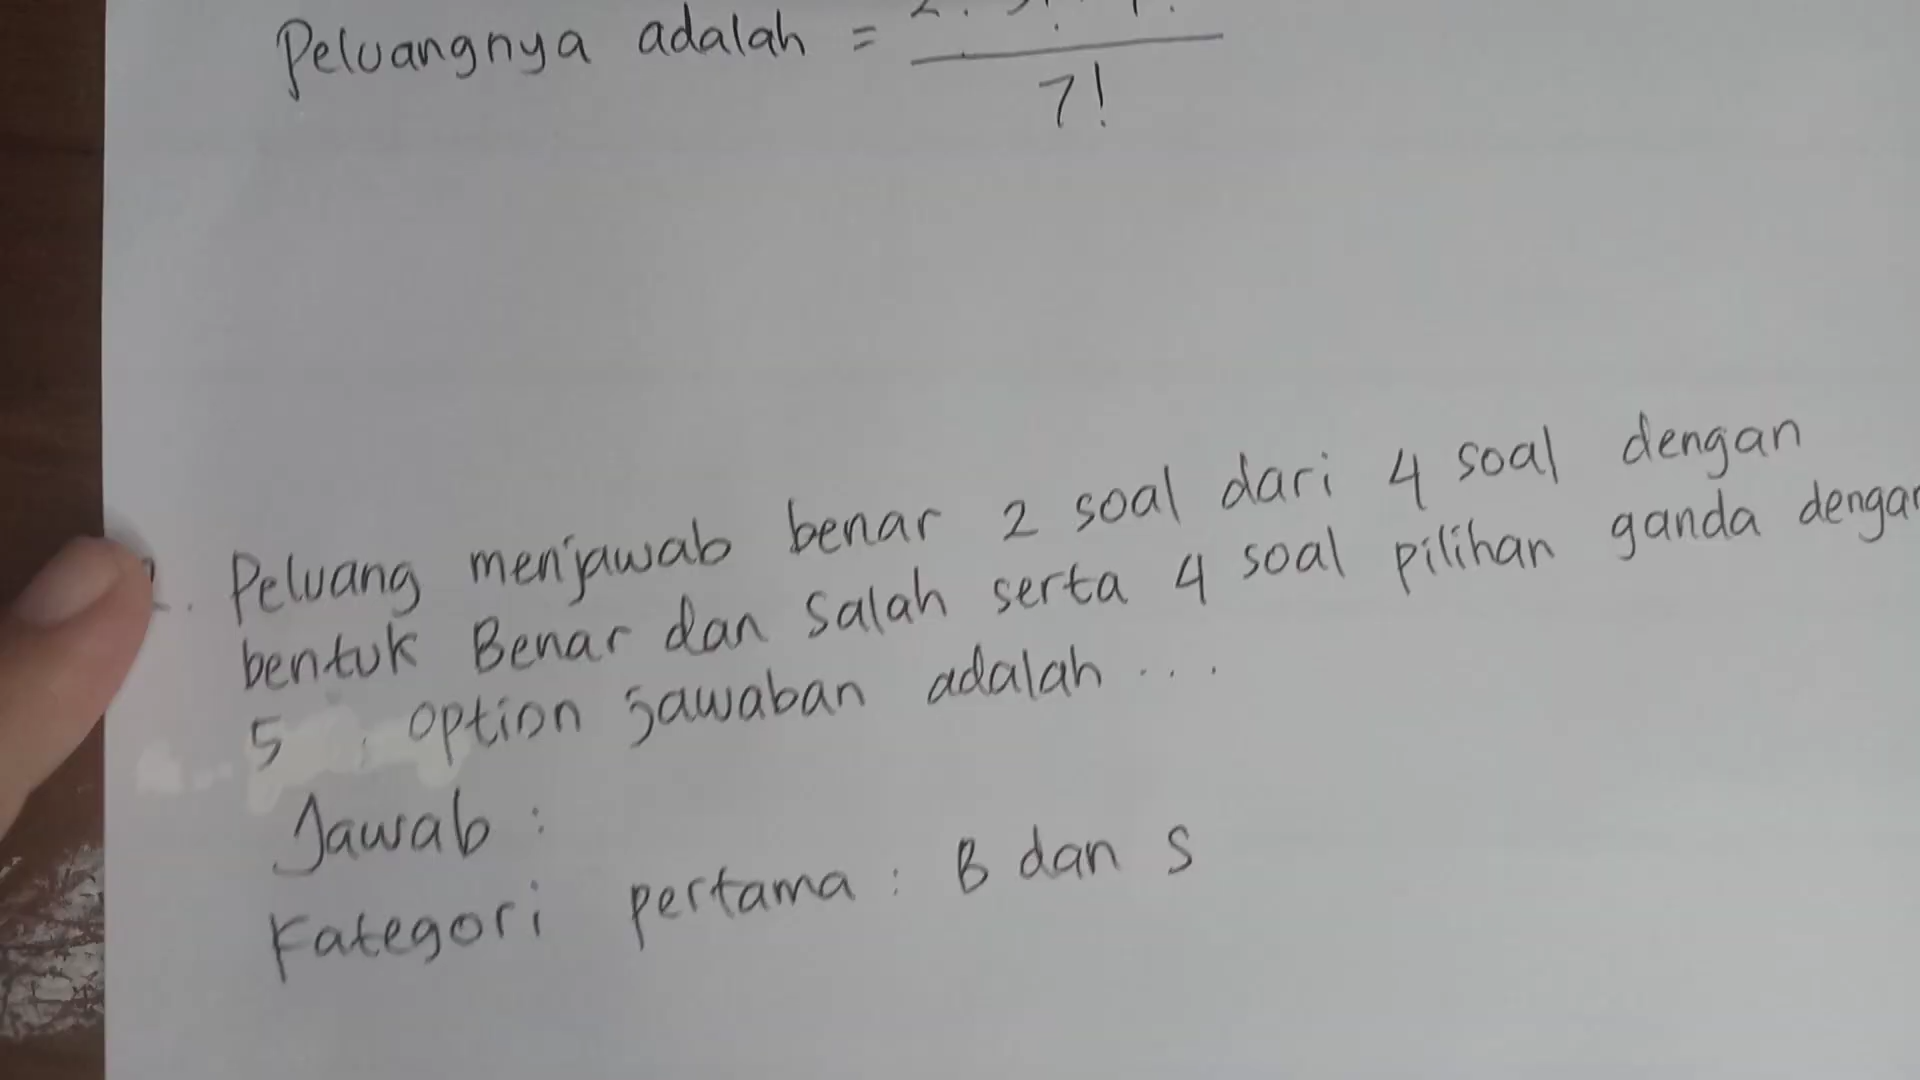 Peluangnya adalah =
7!
Peluang menjawab benar 2 soal dari 4 soal dengan
bentuk Benar dan Salah serta 4 soal pilihan ganda dengan
5 option jawaban adalah ...
Jawab :
Kategori pertama : B dan S